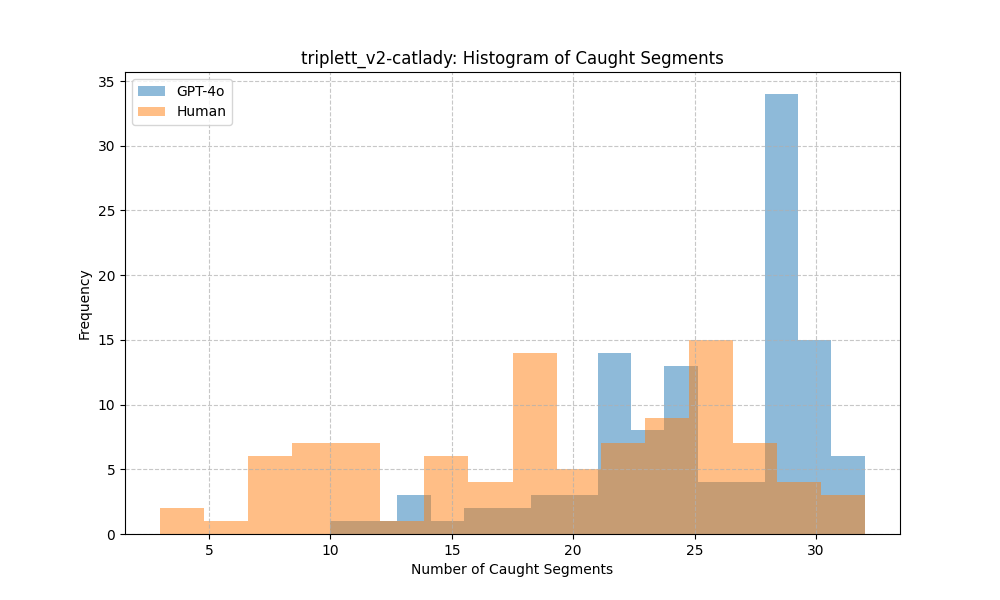 triplett_v2-catlady: Histogram of Caught Segments
GPT-4o
Human
35
30
25
20
15
10
5
0
Frequency
5 10 15 20 25 30
Number of Caught Segments